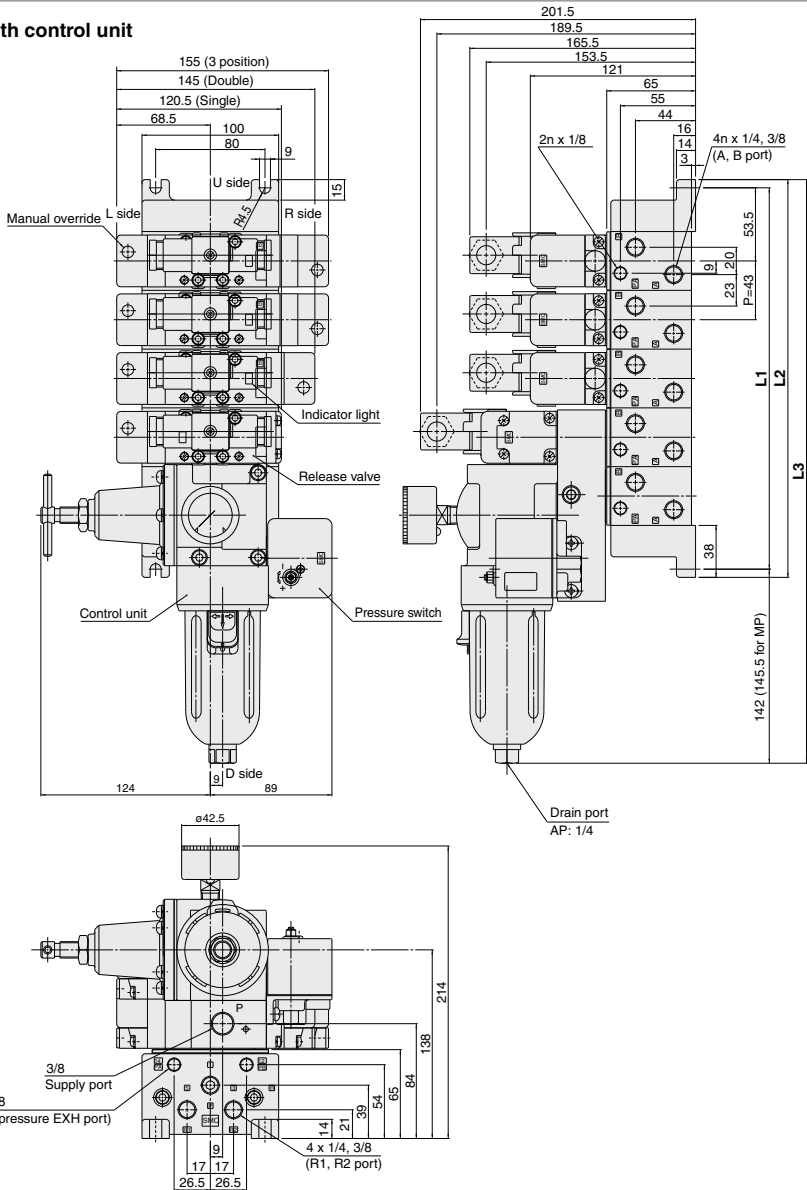 th control unit
155 (3 position)
145 (Double)
120.5 (Single)
68.5
100
80
9
15
U side
L side
R side
R4.5
Manual override
Indicator light
Release valve
Control unit
Pressure switch
D side
9
124
89
201.5
189.5
165.5
153.5
121
65
55
44
16
14
3
2n x 1/8
4n x 1/4, 3/8
(A, B port)
53.5
9
20
23
P=43
L1
L2
L3
38
142 (145.5 for MP)
Drain port
AP: 1/4
ø42.5
P
214
138
84
65
54
39
21
14
3/8
Supply port
8
pressure EXH port)
SMC
9
17
17
26.5
26.5
4 x 1/4, 3/8
(R1, R2 port)